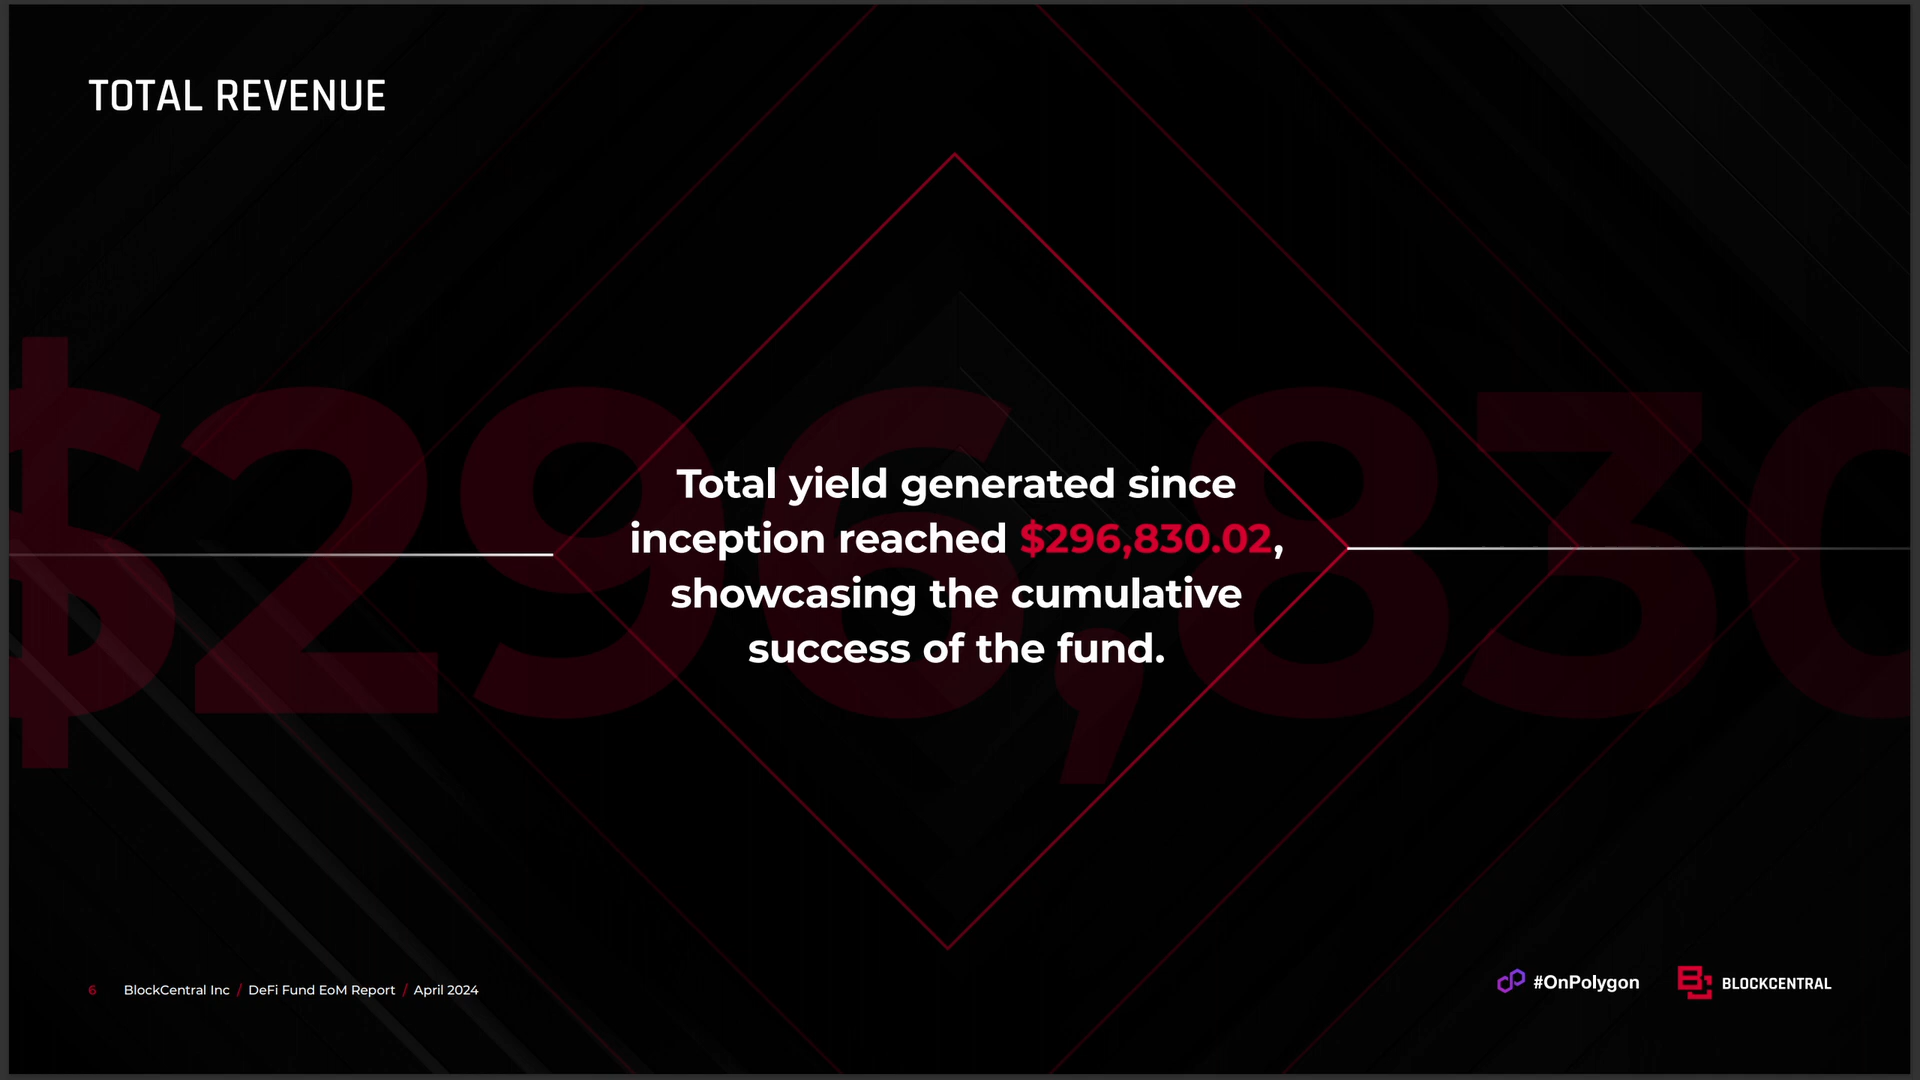 TOTAL REVENUE
$296,830
Total yield generated since
inception reached $296,830.02,
showcasing the cumulative
success of the fund.
6 BlockCentral Inc / DeFi Fund EoM Report / April 2024
#OnPolygon
BLOCKCENTRAL